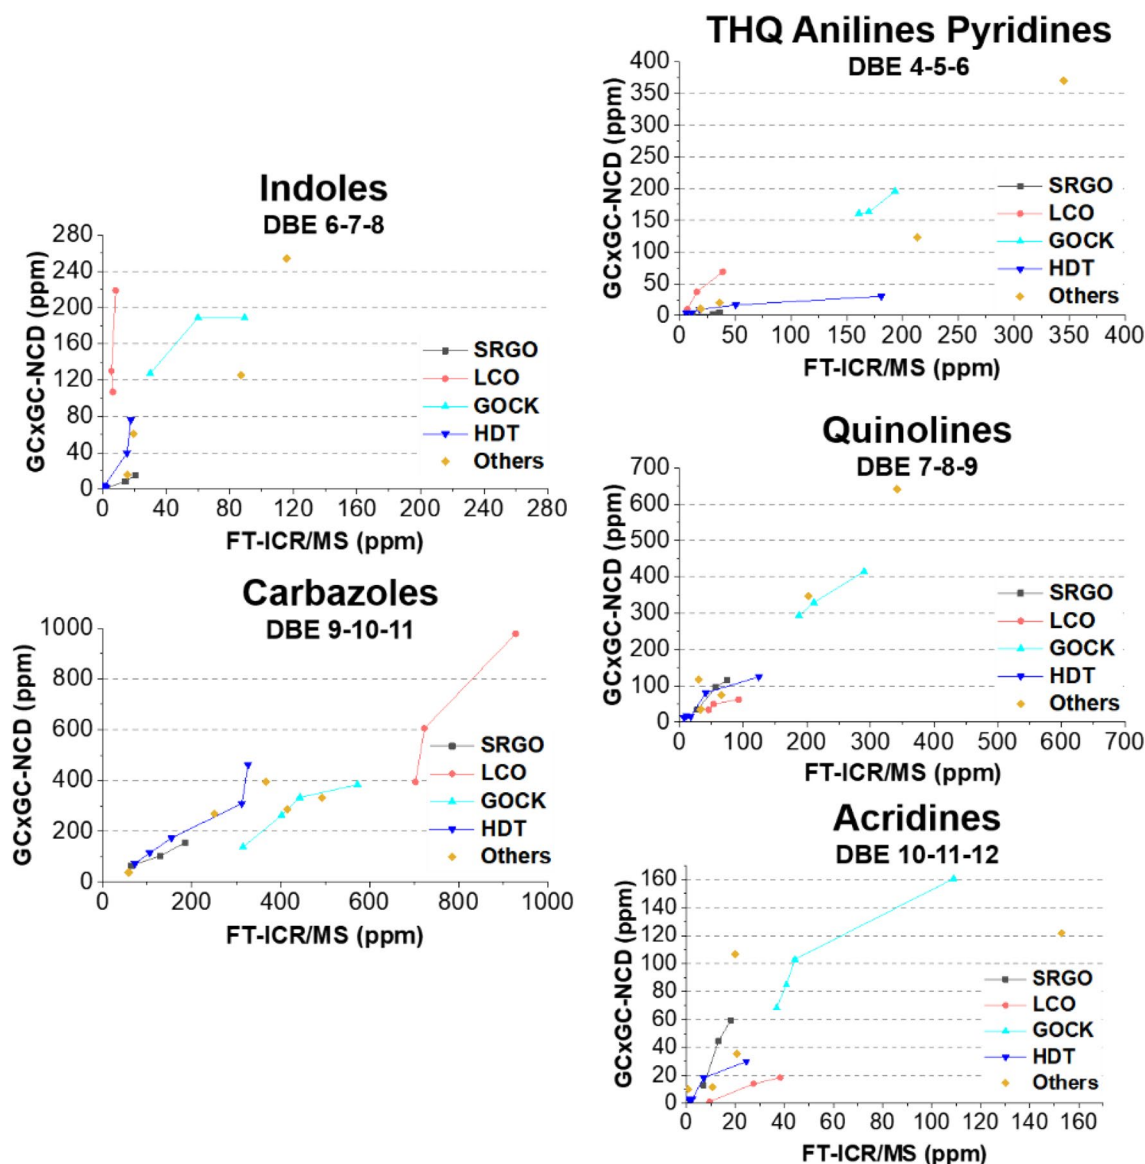 Indoles
DBE 6-7-8
GCxGC-NCD (ppm)
280
240
200
160
120
80
40
0
0 40 80 120 160 200 240 280
FT-ICR/MS (ppm)
SRGO
LCO
GOCK
HDT
Others
Carbazoles
DBE 9-10-11
GCxGC-NCD (ppm)
1000
800
600
400
200
0
0 200 400 600 800 1000
FT-ICR/MS (ppm)
SRGO
LCO
GOCK
HDT
Others
THQ Anilines Pyridines
DBE 4-5-6
GCxGC-NCD (ppm)
400
350
300
250
200
150
100
50
0
0 50 100 150 200 250 300 350 400
FT-ICR/MS (ppm)
SRGO
LCO
GOCK
HDT
Others
Quinolines
DBE 7-8-9
GCxGC-NCD (ppm)
700
600
500
400
300
200
100
0
0 100 200 300 400 500 600 700
FT-ICR/MS (ppm)
SRGO
LCO
GOCK
HDT
Others
Acridines
DBE 10-11-12
GCxGC-NCD (ppm)
160
140
120
100
80
60
40
20
0
0 20 40 60 80 100 120 140 160
FT-ICR/MS (ppm)
SRGO
LCO
GOCK
HDT
Others